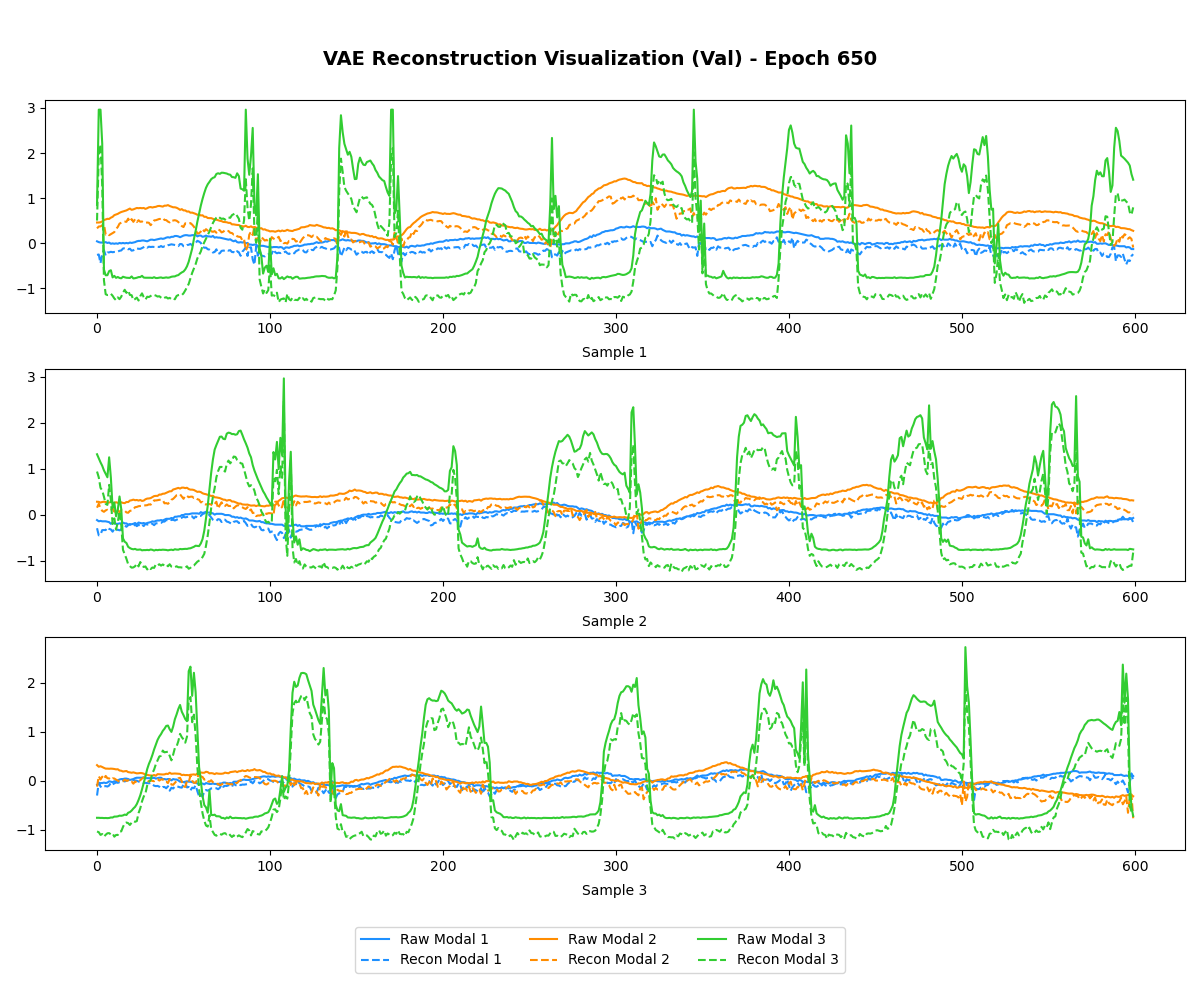 VAE Reconstruction Visualization (Val) - Epoch 650
3
2
1
0
−1
0 100 200 300 400 500 600
Sample 1
3
2
1
0
−1
0 100 200 300 400 500 600
Sample 2
2
1
0
−1
0 100 200 300 400 500 600
Sample 3
Raw Modal 1 Raw Modal 2 Raw Modal 3
Recon Modal 1 Recon Modal 2 Recon Modal 3